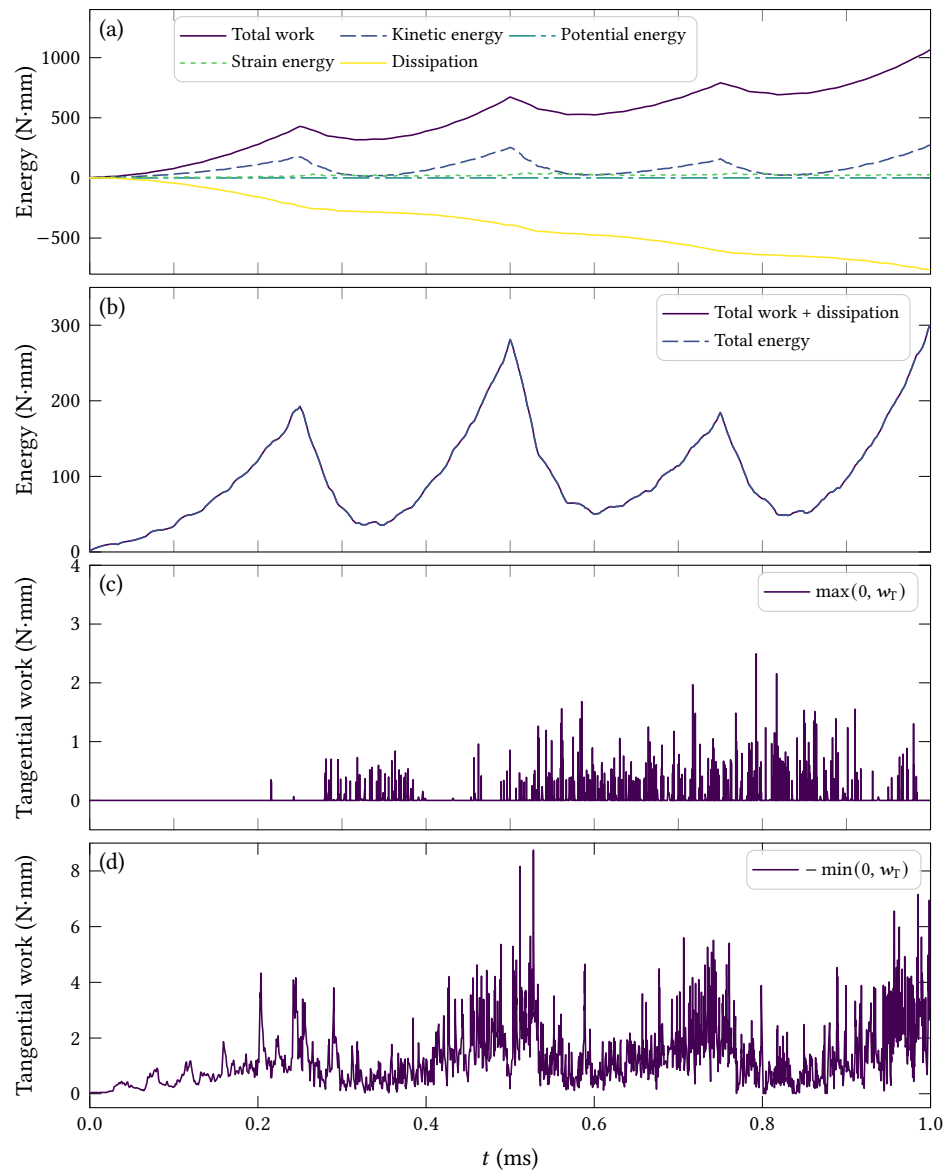 (a)
Total work
Kinetic energy
Potential energy
Strain energy
Dissipation
Energy (N·mm)
1000
500
0
−500
(b)
Total work + dissipation
Total energy
Energy (N·mm)
300
200
100
0
(c)
max(0, w_T)
Tangential work (N·mm)
4
3
2
1
0
(d)
− min(0, w_T)
Tangential work (N·mm)
8
6
4
2
0
0.0 0.2 0.4 0.6 0.8 1.0
t (ms)